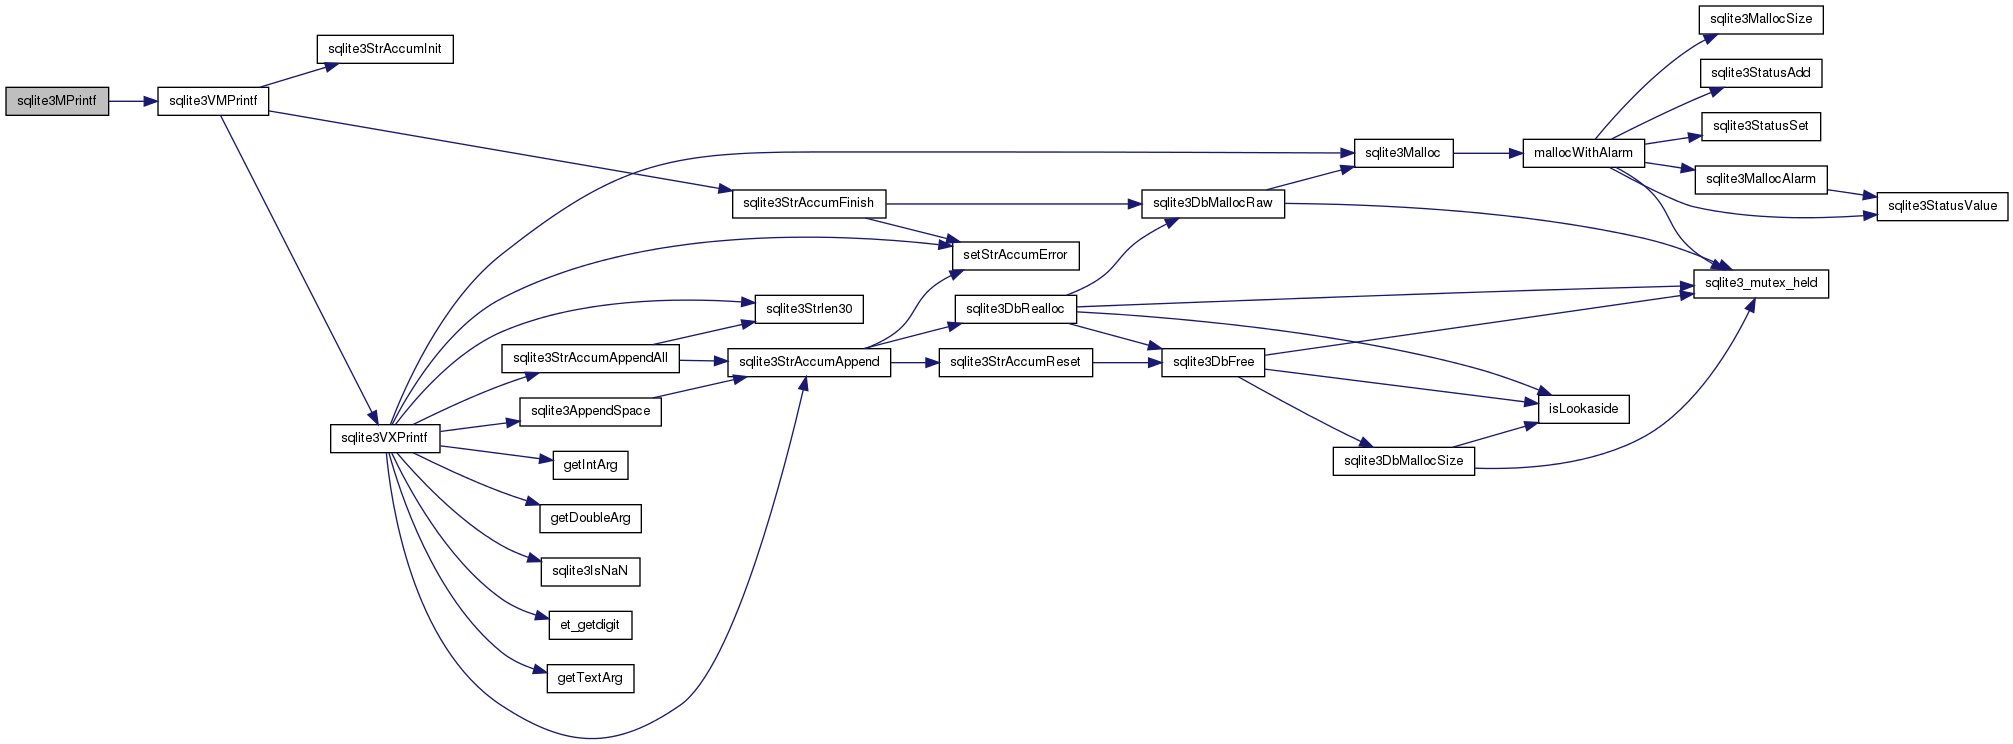 sqlite3MPrintf
sqlite3VMPrintf
sqlite3StrAccumInit
sqlite3VXPrintf
sqlite3StrAccumFinish
setStrAccumError
sqlite3Strlen30
sqlite3StrAccumAppendAll
sqlite3StrAccumAppend
sqlite3AppendSpace
getIntArg
getDoubleArg
sqlite3IsNaN
et_getdigit
getTextArg
sqlite3DbRealloc
sqlite3StrAccumReset
sqlite3DbMallocRaw
sqlite3DbFree
sqlite3DbMallocSize
sqlite3Malloc
mallocWithAlarm
isLookaside
sqlite3MallocSize
sqlite3StatusAdd
sqlite3StatusSet
sqlite3MallocAlarm
sqlite3StatusValue
sqlite3_mutex_held